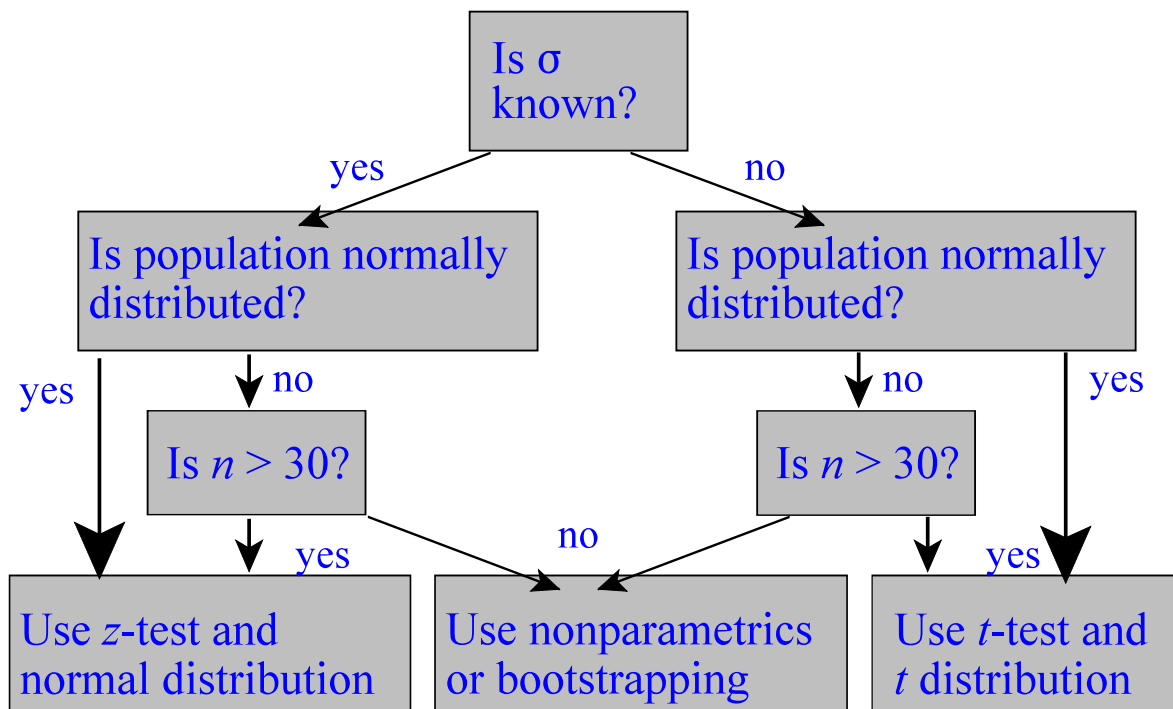 Is σ
known?
yes
no
Is population normally
distributed?
Is population normally
distributed?
yes
no
no
yes
Is n > 30?
Is n > 30?
yes
no
yes
Use z-test and
normal distribution
Use nonparametrics
or bootstrapping
Use t-test and
t distribution